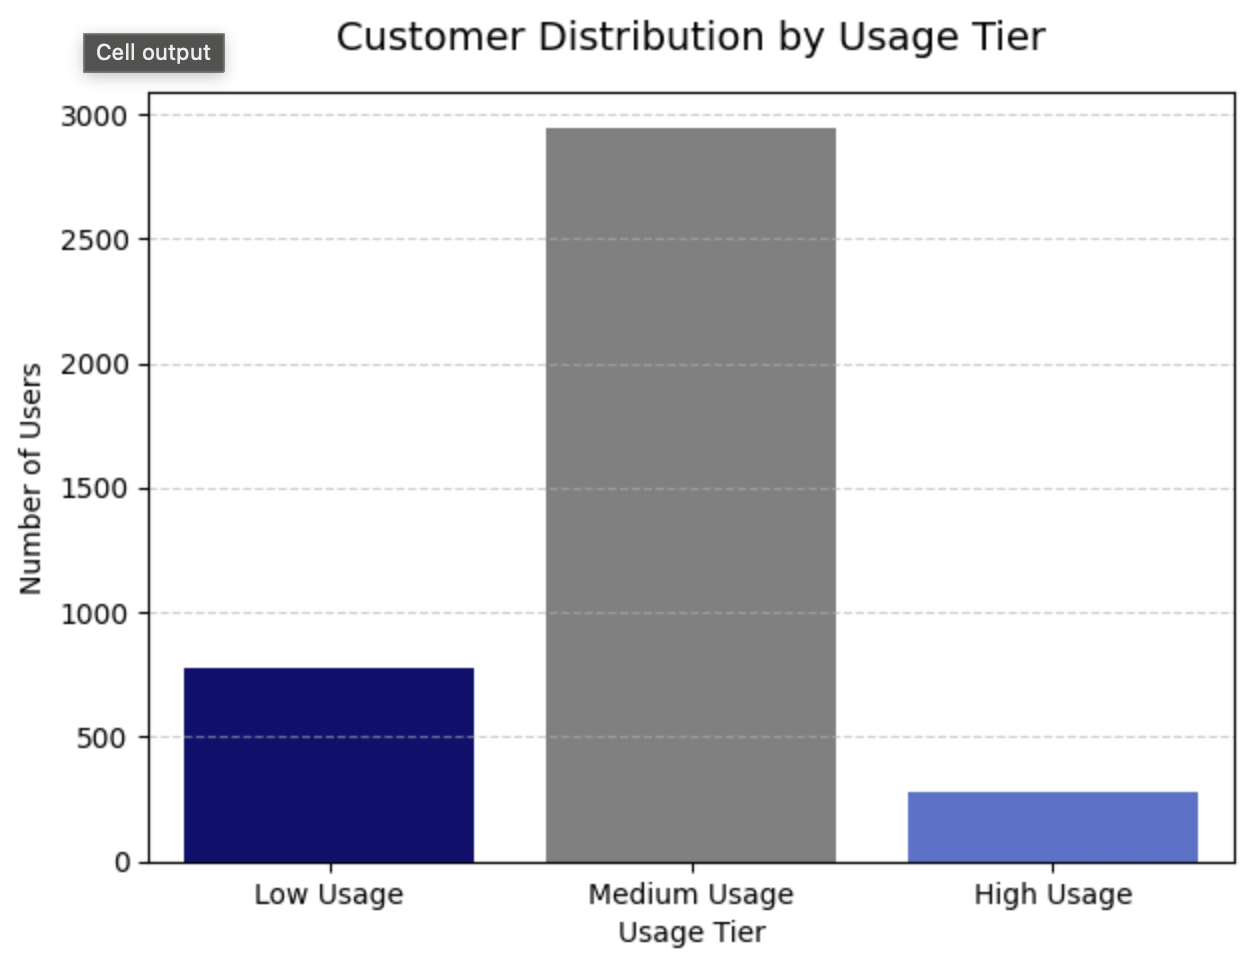 Customer Distribution by Usage Tier
Cell output
3000
2500
2000
1500
1000
500
0
Number of Users
Low Usage
Medium Usage
High Usage
Usage Tier